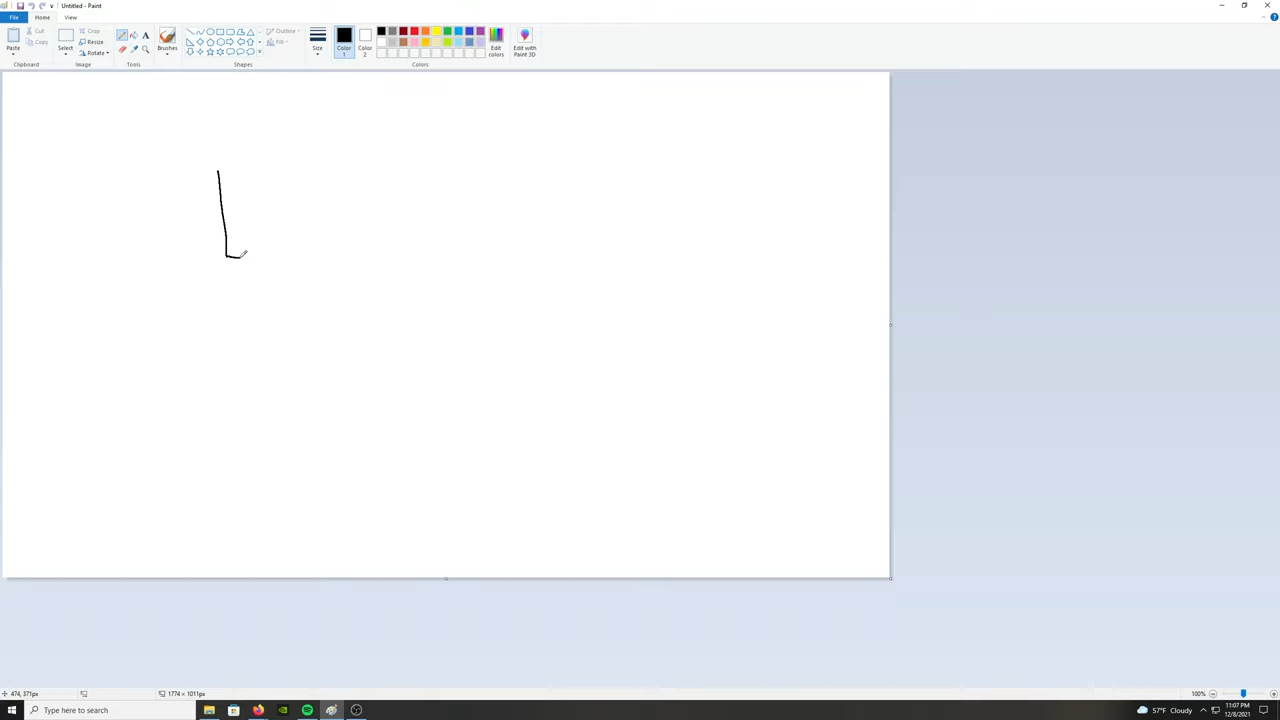 Untitled - Paint
File Home View
Paste Cut Copy Select Crop Resize Rotate A Brushes Outline Fill Size Color 1 Color 2 Edit colors Edit with Paint 3D
Clipboard Image Tools Shapes Colors
474, 371px 1774 × 1011px 100%
Type here to search 57°F Cloudy 11:07 PM
12/8/2021